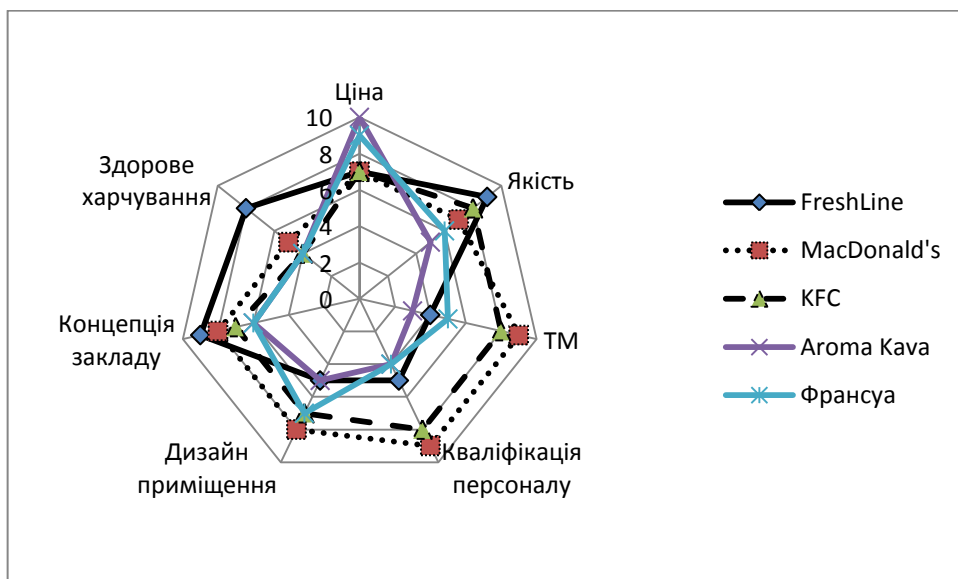 Ціна
10
8
6
4
2
0
Якість
ТМ
Кваліфікація
персоналу
Дизайн
приміщення
Концепція
закладу
Здорове
харчування
FreshLine
MacDonald's
KFC
Aroma Kava
Франсуа